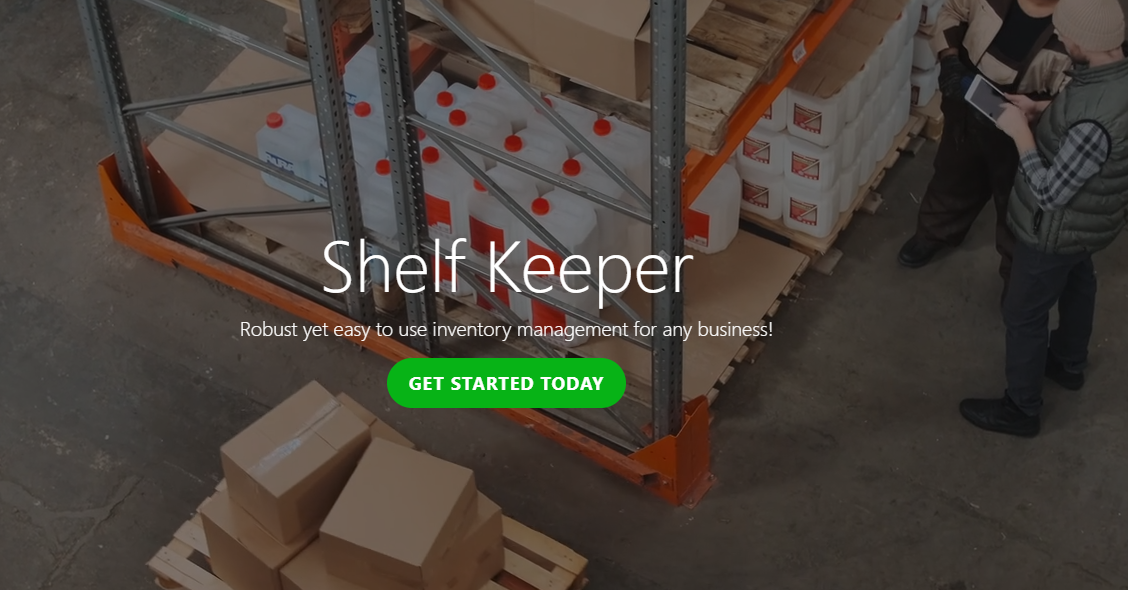 Shelf Keeper
Robust yet easy to use inventory management for any business!
GET STARTED TODAY